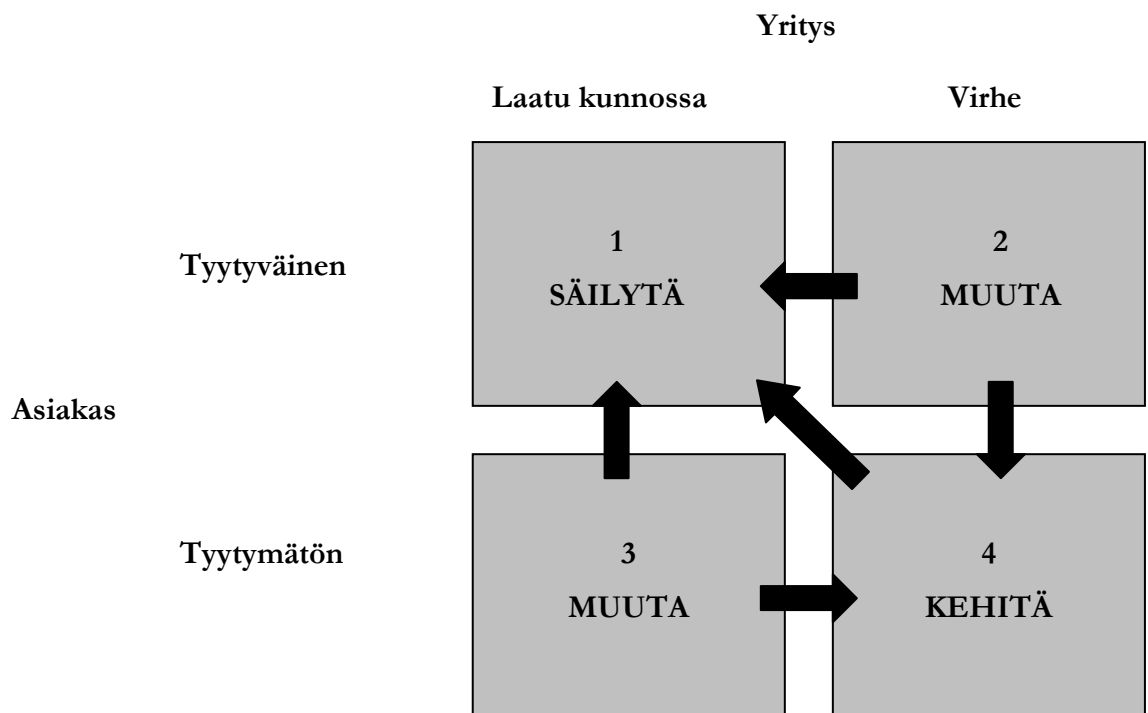 Yritys
Laatu kunnossa
Virhe
Tyytyväinen
1
SÄILYTÄ
2
MUUTA
Asiakas
Tyytymätön
3
MUUTA
4
KEHITÄ